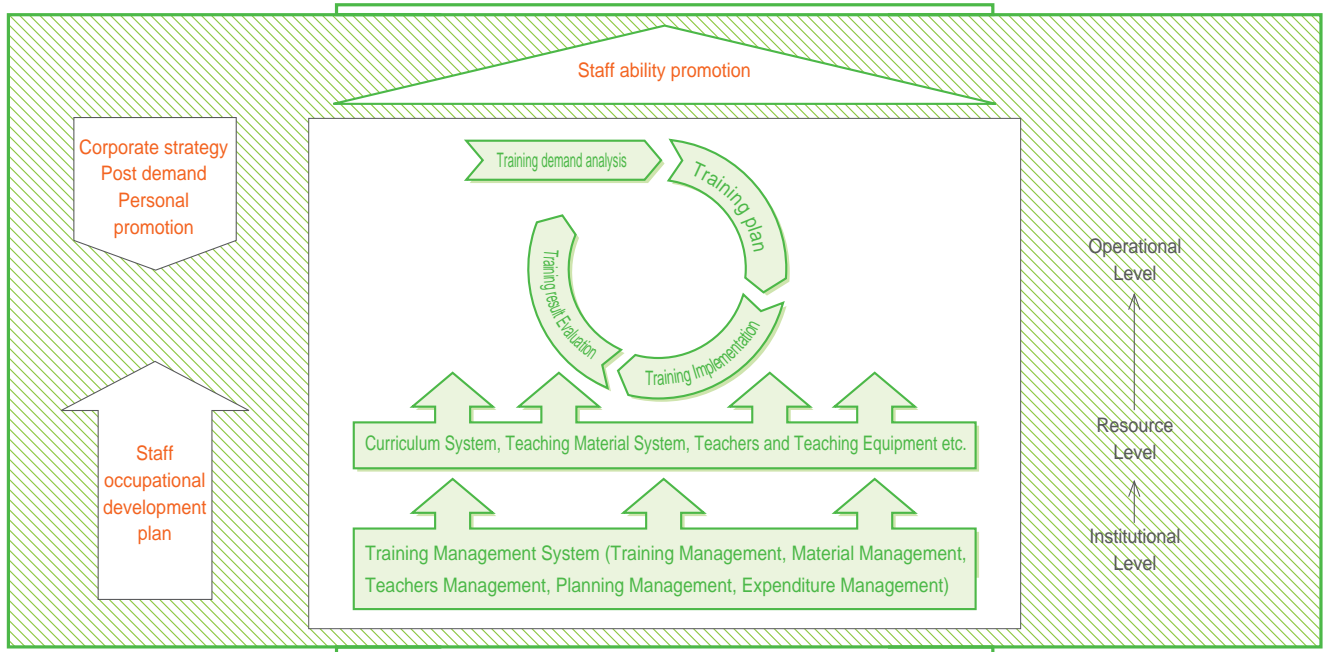 Staff ability promotion
Corporate strategy
Post demand
Personal
promotion
Staff
occupational
development
plan
Training demand analysis
Training plan
Training Implementation
Training result Evaluation
Curriculum System, Teaching Material System, Teachers and Teaching Equipment etc.
Training Management System (Training Management, Material Management,
Teachers Management, Planning Management, Expenditure Management)
Operational
Level
Resource
Level
Institutional
Level